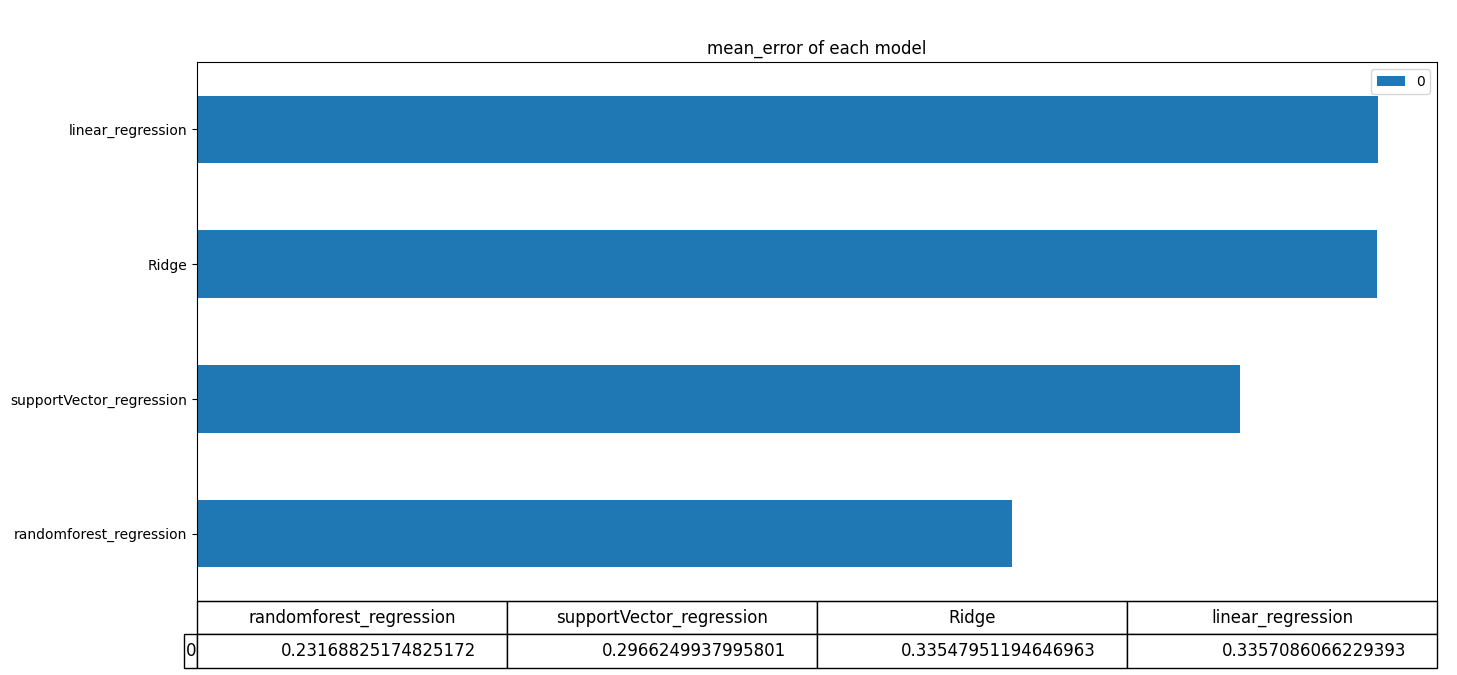 mean_error of each model
0
linear_regression
Ridge
supportVector_regression
randomforest_regression
randomforest_regression supportVector_regression Ridge linear_regression
0 0.23168825174825172 0.2966249937995801 0.33547951194646963 0.3357086066229393